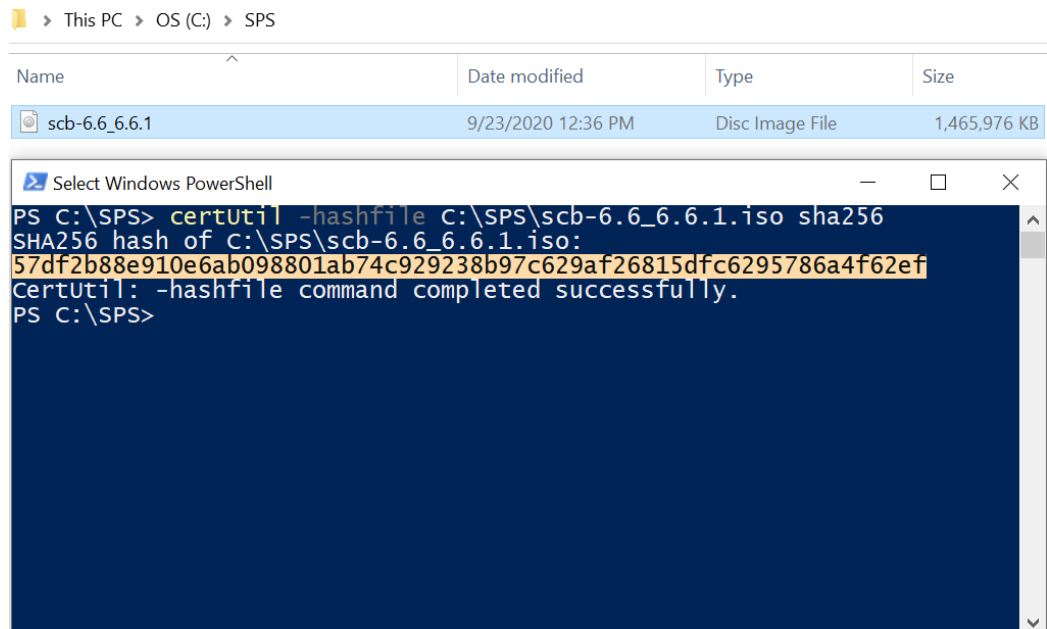 This PC > OS (C:) > SPS
Name Date modified Type Size
scb-6.6_6.6.1 9/23/2020 12:36 PM Disc Image File 1,465,976 KB
Select Windows PowerShell
PS C:\SPS> certUtil -hashfile C:\SPS\scb-6.6_6.6.1.iso sha256
SHA256 hash of C:\SPS\scb-6.6_6.6.1.iso:
57df2b88e910e6ab098801ab74c929238b97c629af26815dfc6295786a4f62ef
CertUtil: -hashfile command completed successfully.
PS C:\SPS>